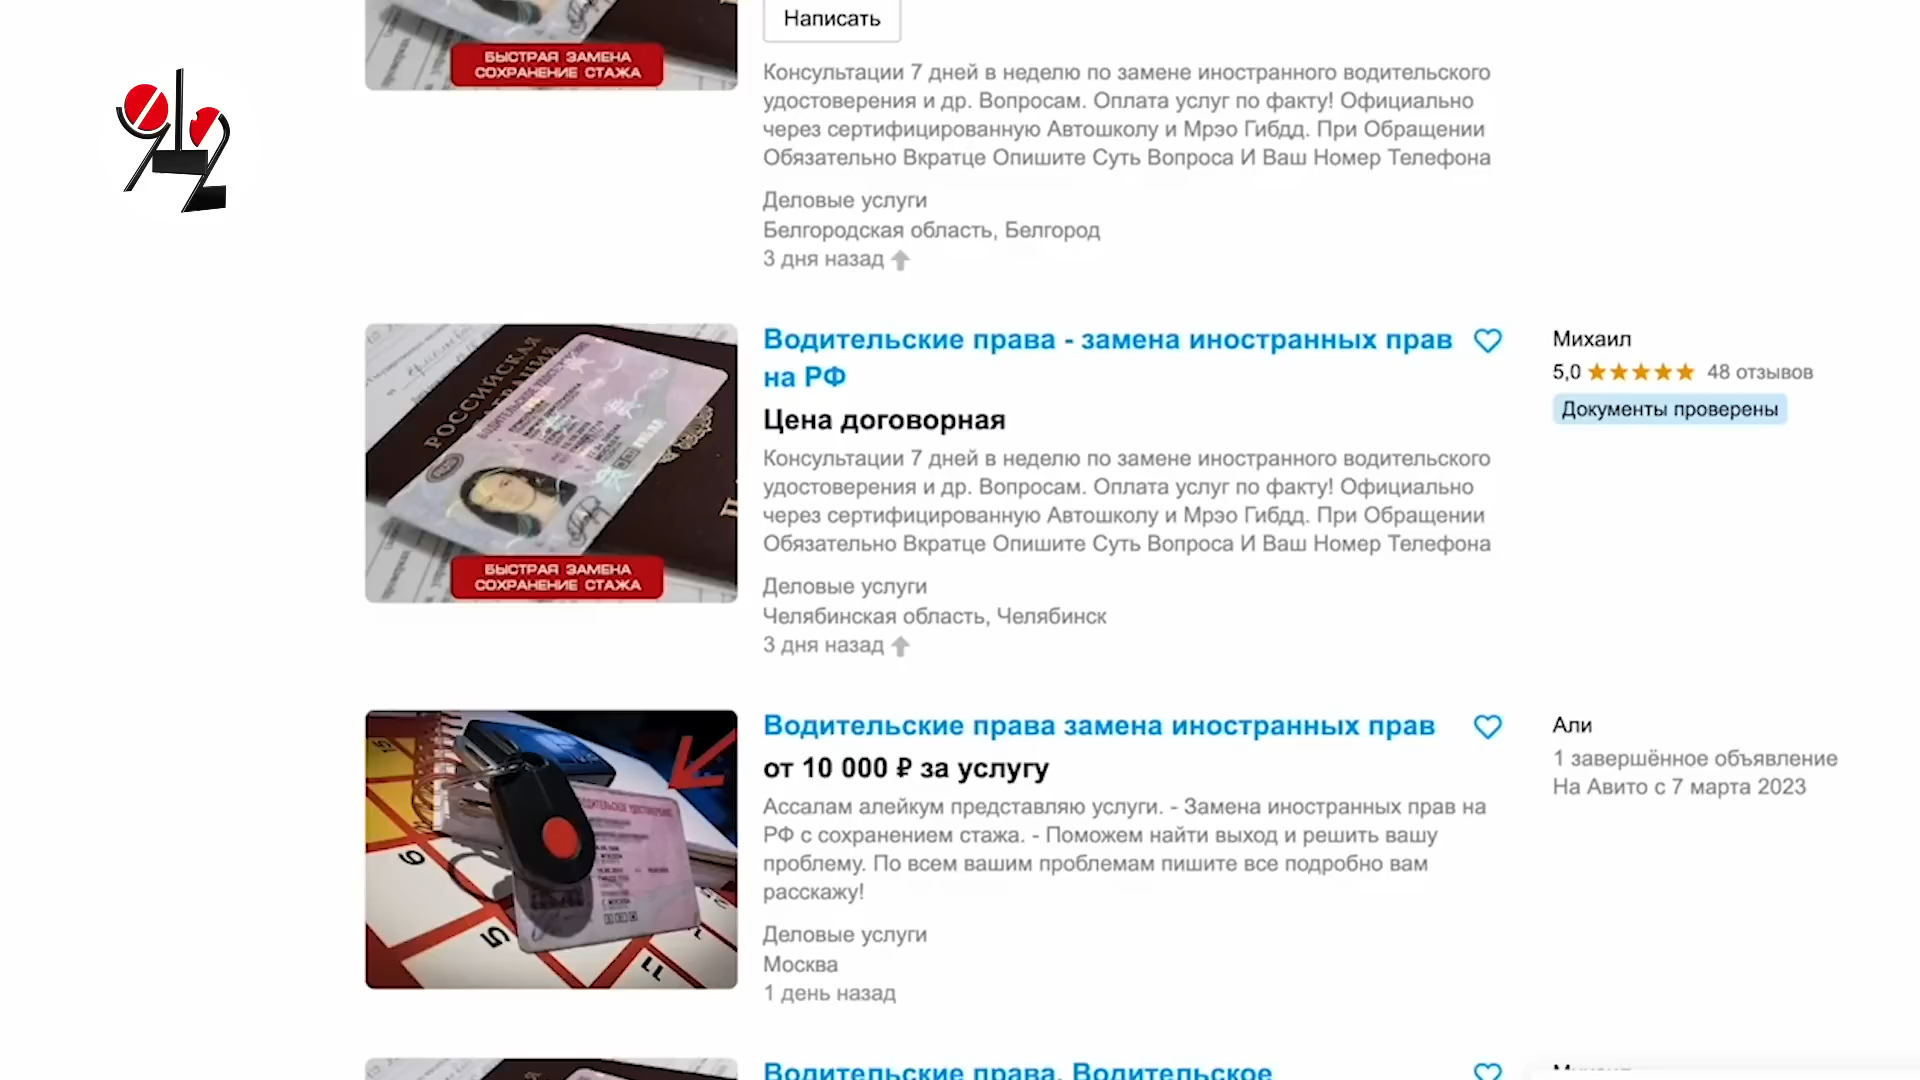 Написать
БЫСТРАЯ ЗАМЕНА
СОХРАНЕНИЕ СТАЖА
Консультации 7 дней в неделю по замене иностранного водительского
удостоверения и др. Вопросам. Оплата услуг по факту! Официально
через сертифицированную Автошколу и Мрэо Гибдд. При Обращении
Обязательно Вкратце Опишите Суть Вопроса И Ваш Номер Телефона
Деловые услуги
Белгородская область, Белгород
3 дня назад
РОССИЙСКАЯ
ВОДИТЕЛЬСКОЕ
БЫСТРАЯ ЗАМЕНА
СОХРАНЕНИЕ СТАЖА
Водительские права - замена иностранных прав
на РФ
Цена договорная
Консультации 7 дней в неделю по замене иностранного водительского
удостоверения и др. Вопросам. Оплата услуг по факту! Официально
через сертифицированную Автошколу и Мрэо Гибдд. При Обращении
Обязательно Вкратце Опишите Суть Вопроса И Ваш Номер Телефона
Деловые услуги
Челябинская область, Челябинск
3 дня назад
Михаил
5,0 48 отзывов
Документы проверены
15
9
5
11
Водительские права замена иностранных прав
от 10 000 ₽ за услугу
Ассалам алейкум представляю услуги. - Замена иностранных прав на
РФ с сохранением стажа. - Поможем найти выход и решить вашу
проблему. По всем вашим проблемам пишите все подробно вам
расскажу!
Деловые услуги
Москва
1 день назад
Али
1 завершённое объявление
На Авито с 7 марта 2023
Водительские права. Водительское